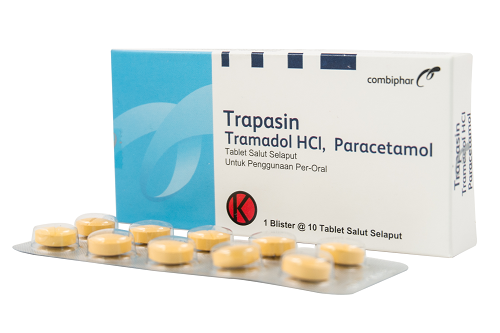 combiphar
Trapasin
Tramadol HCl, Paracetamol
Tablet Salut Selaput
Untuk Penggunaan Per-Oral
K
1 Blister @ 10 Tablet Salut Selaput
Trapasin
Tramadol HCl
Paracetamol